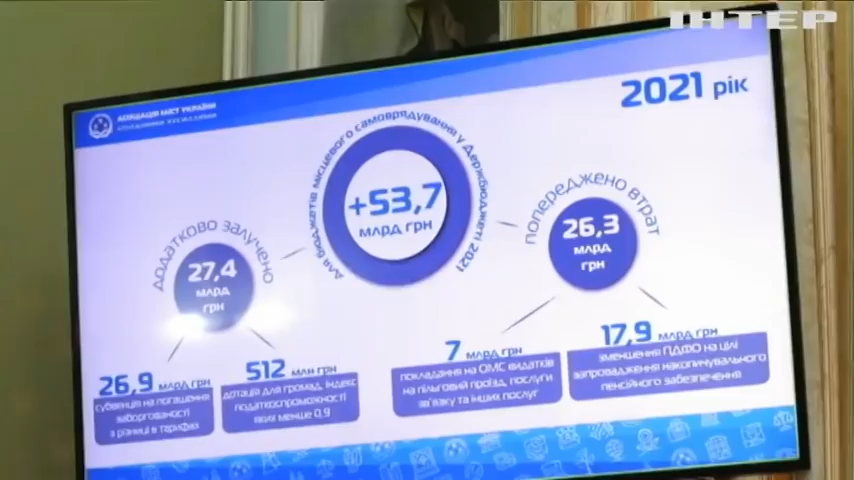 ІНТЕР
АСОЦІАЦІЯ МІСТ УКРАЇНИ
2021 рік
для бюджетів місцевого самоврядування у Держбюджеті 2021
+53,7
млрд грн
додатково залучено
27,4
млрд
грн
попереджено втрат
26,3
млрд
грн
26,9 млрд грн
субвенція на погашення
заборгованості
з різниці в тарифах
512 млн грн
дотація для громад, індекс
податкоспроможності
яких менше 0,9
7 млрд грн
покладання на ОМС видатків
на пільговий проїзд, послуги
зв'язку та інших послуг
17,9 млрд грн
зменшення ПДФО на цілі
запровадження накопичувального
пенсійного забезпечення